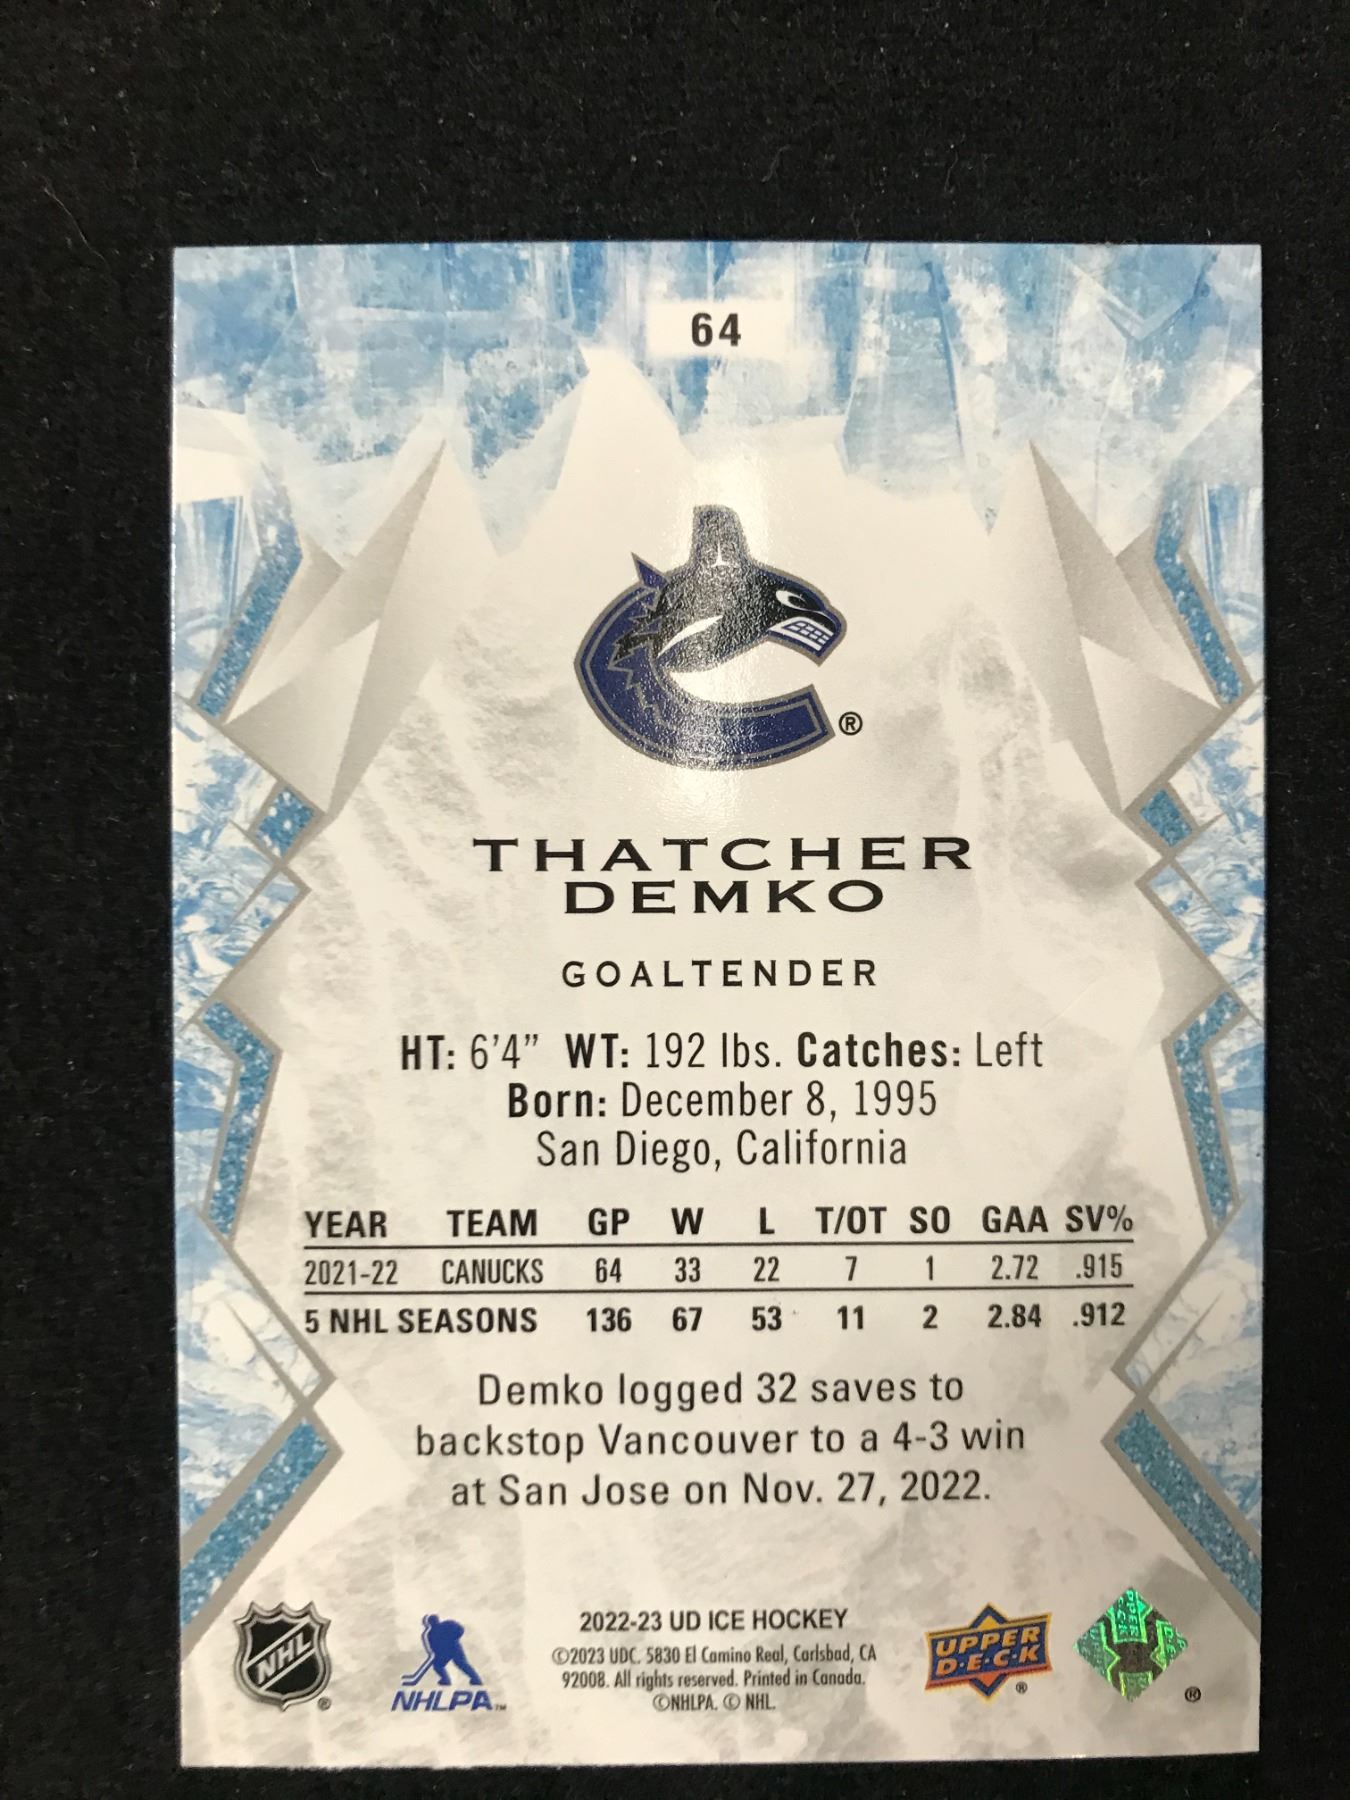 64
®
THATCHER
DEMKO
GOALTENDER
HT: 6'4" WT: 192 lbs. Catches: Left
Born: December 8, 1995
San Diego, California
YEAR TEAM GP W L T/OT SO GAA SV%
2021-22 CANUCKS 64 33 22 7 1 2.72 .915
5 NHL SEASONS 136 67 53 11 2 2.84 .912
Demko logged 32 saves to
backstop Vancouver to a 4-3 win
at San Jose on Nov. 27, 2022.
NHL ®
NHLPA™
2022-23 UD ICE HOCKEY
©2023 UDC. 5830 El Camino Real, Carlsbad, CA
92008. All rights reserved. Printed in Canada.
©NHLPA. © NHL.
UPPER
D·E·C·K ®
®